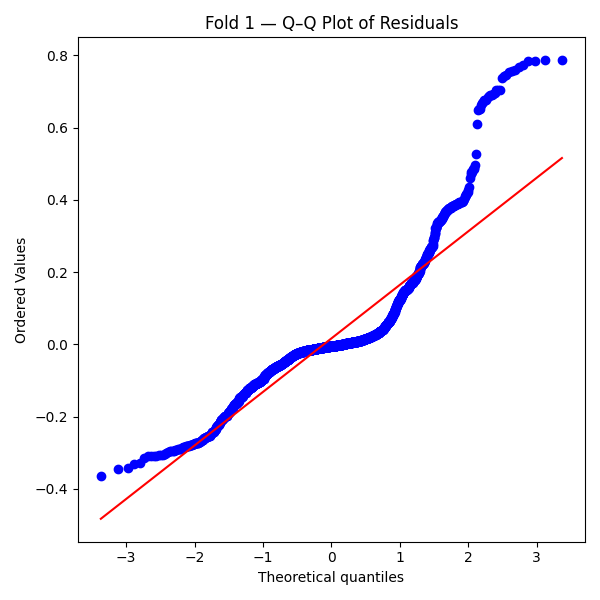 Fold 1 — Q–Q Plot of Residuals
Ordered Values
0.8
0.6
0.4
0.2
0.0
−0.2
−0.4
−3 −2 −1 0 1 2 3
Theoretical quantiles